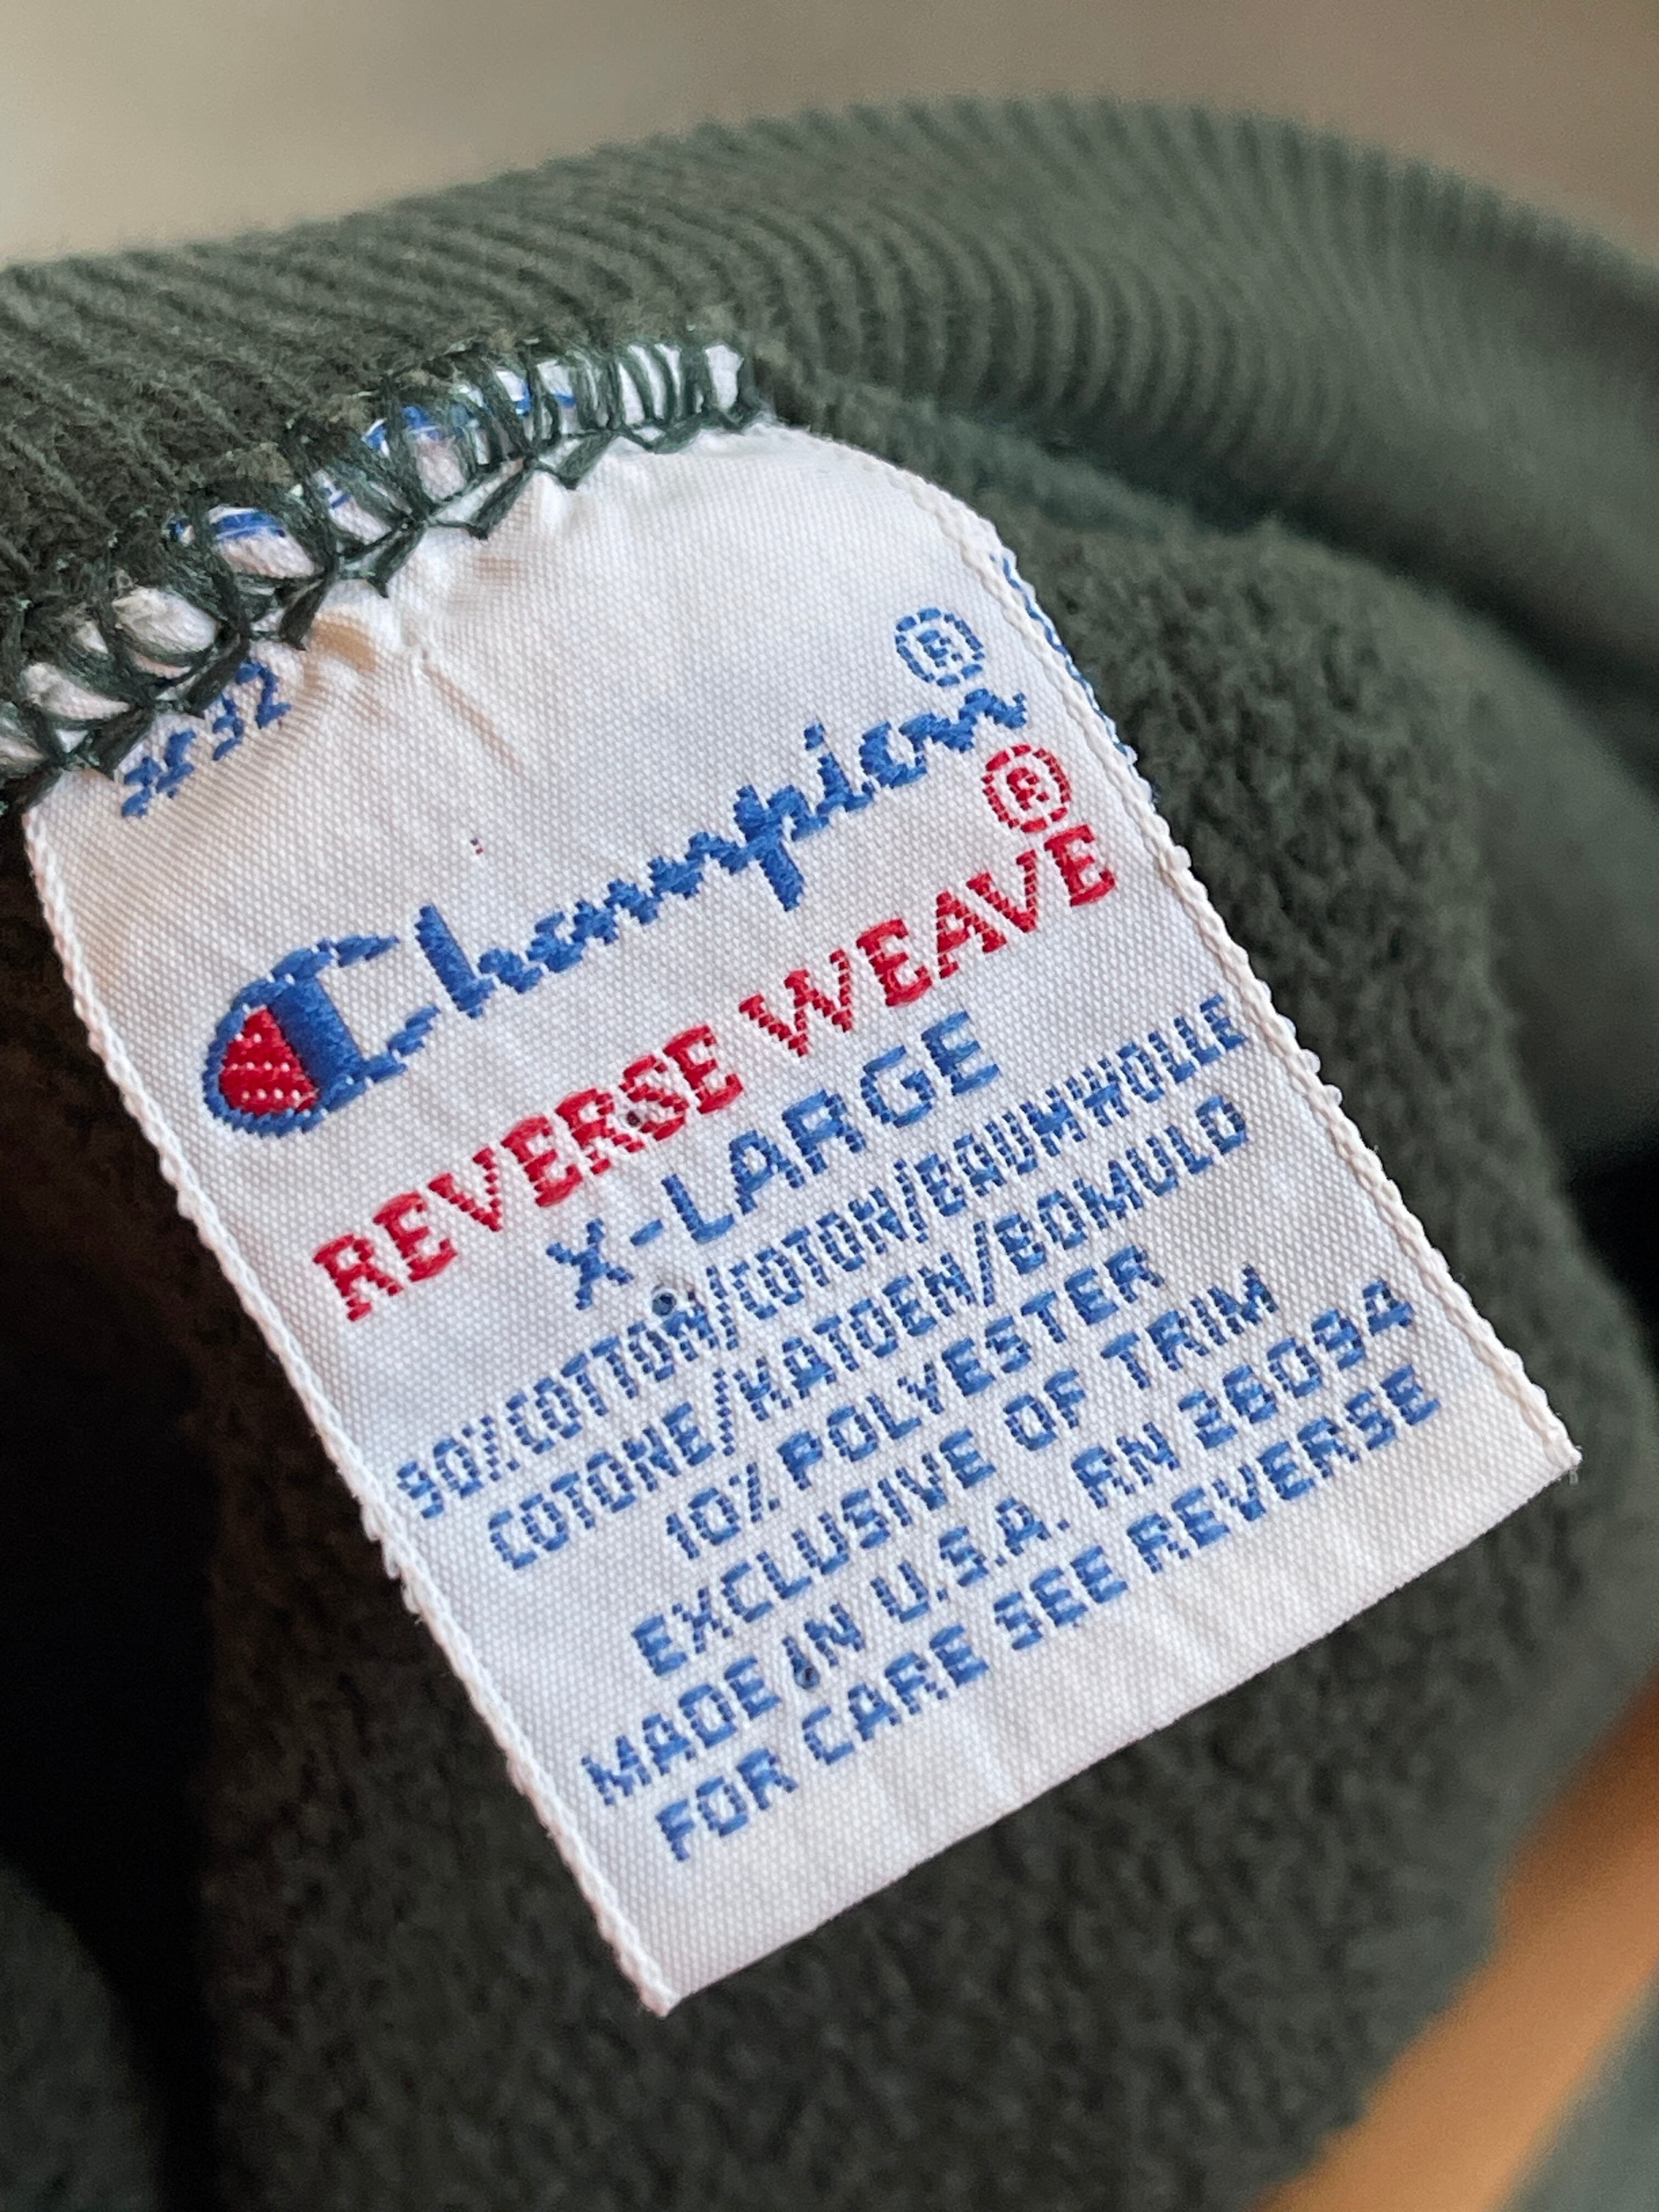 #32
Champion®
REVERSE WEAVE®
X-LARGE
90%COTTON/COTON/BAUMWOLLE
COTONE/KATOEN/BOMULD
10% POLYESTER
EXCLUSIVE OF TRIM
MADE IN U.S.A. RN 26094
FOR CARE SEE REVERSE